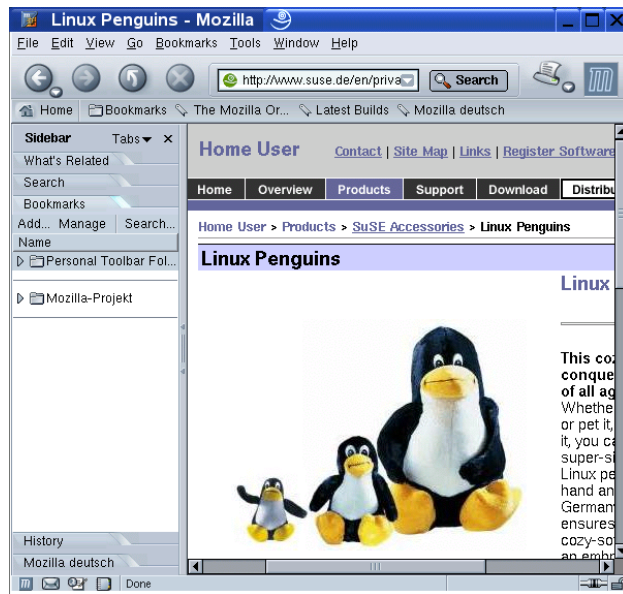 Linux Penguins - Mozilla
File Edit View Go Bookmarks Tools Window Help
http://www.suse.de/en/priva Search
Home Bookmarks The Mozilla Or... Latest Builds Mozilla deutsch
Sidebar Tabs
What's Related
Search
Bookmarks
Add... Manage Search...
Name
Personal Toolbar Fol...
Mozilla-Projekt
History
Mozilla deutsch
Home User Contact | Site Map | Links | Register Software
Home Overview Products Support Download Distribu
Home User > Products > SuSE Accessories > Linux Penguins
Linux Penguins
Linux
This coz
conque
of all ag
Whethe
or pet it,
it, you ca
super-si
Linux pe
hand an
German
ensures
cozy-so
an embr
Done